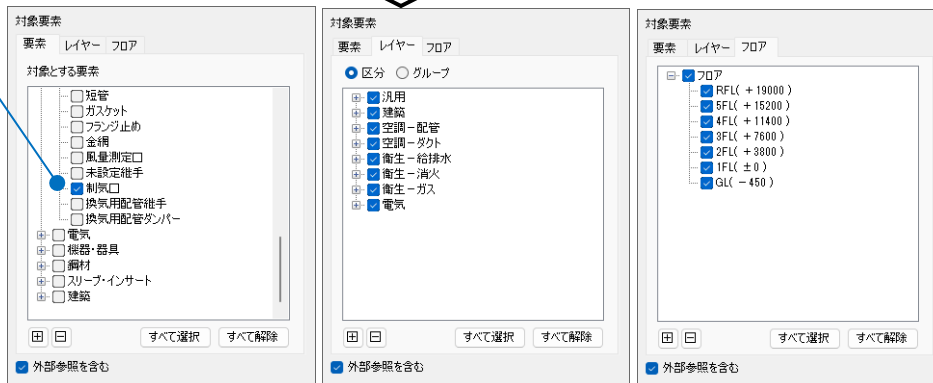 対象要素
要素 レイヤー フロア
対象とする要素
短管
ガスケット
フランジ止め
金網
風量測定口
未設定継手
制気口
換気用配管継手
換気用配管ダンパー
電気
機器・器具
鋼材
スリーブ・インサート
建築
すべて選択 すべて解除
外部参照を含む
対象要素
要素 レイヤー フロア
区分 グループ
汎用
建築
空調－配管
空調－ダクト
衛生－給排水
衛生－消火
衛生－ガス
電気
すべて選択 すべて解除
外部参照を含む
対象要素
要素 レイヤー フロア
フロア
RFL( + 19000 )
5FL( + 15200 )
4FL( + 11400 )
3FL( + 7600 )
2FL( + 3800 )
1FL( ± 0 )
GL( － 450 )
すべて選択 すべて解除
外部参照を含む